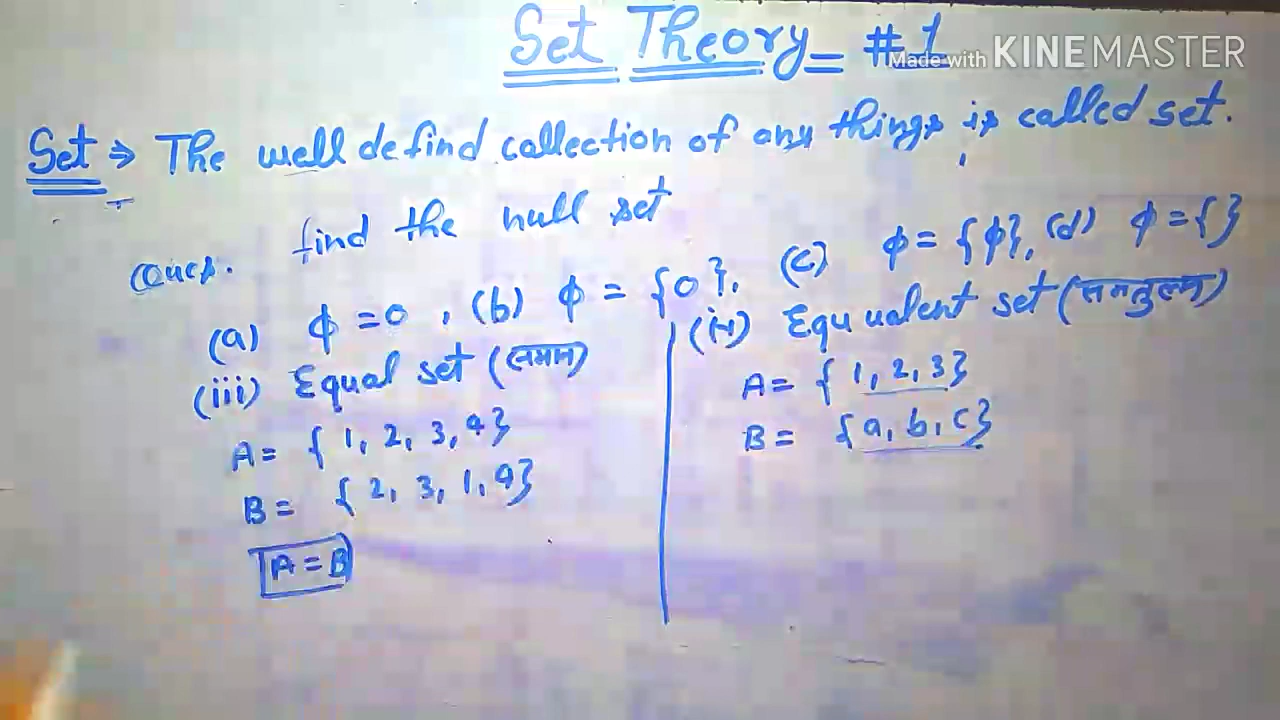 Set Theory = #1
Made with KINEMASTER
Set ⇒ The well defind collection of any things is called set.
Ques. find the null set
(a) ϕ = 0 , (b) ϕ = {0}, (c) ϕ = {ϕ}, (d) ϕ = { }
(iii) Equal set (समान)
A = { 1, 2, 3, 4}
B = { 2, 3, 1, 4}
A = B
(iv) Equvalent set (समतुल्य)
A = { 1, 2, 3}
B = {a, b, c}